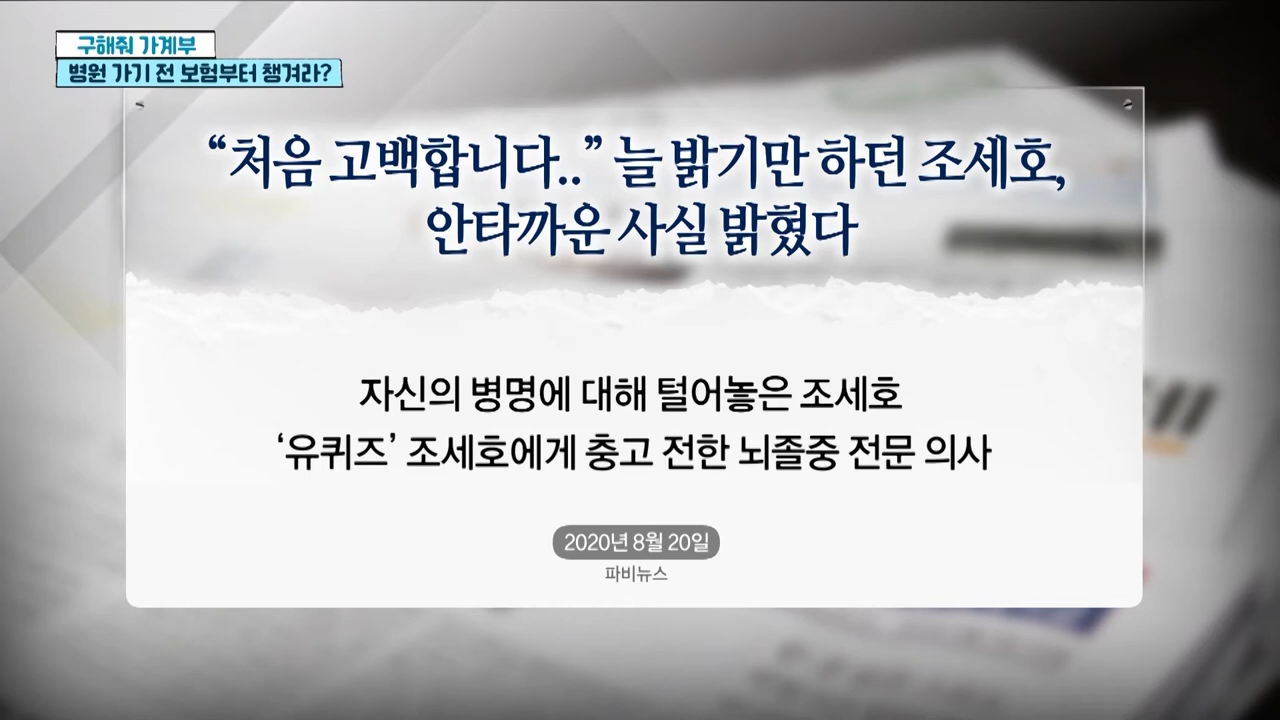 구해줘 가계부
병원 가기 전 보험부터 챙겨라?
“처음 고백합니다..” 늘 밝기만 하던 조세호,
안타까운 사실 밝혔다
자신의 병명에 대해 털어놓은 조세호
‘유퀴즈’ 조세호에게 충고 전한 뇌졸중 전문 의사
2020년 8월 20일
파비뉴스